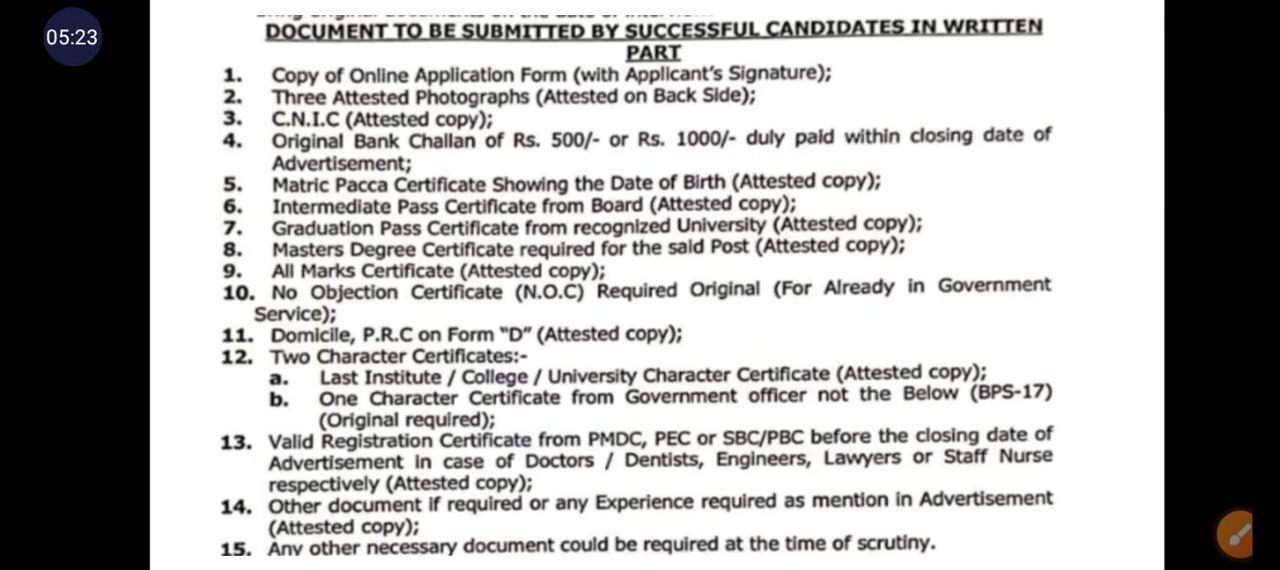 05:23
DOCUMENT TO BE SUBMITTED BY SUCCESSFUL CANDIDATES IN WRITTEN
PART
1. Copy of Online Application Form (with Applicant's Signature);
2. Three Attested Photographs (Attested on Back Side);
3. C.N.I.C (Attested copy);
4. Original Bank Challan of Rs. 500/- or Rs. 1000/- duly paid within closing date of
Advertisement;
5. Matric Pacca Certificate Showing the Date of Birth (Attested copy);
6. Intermediate Pass Certificate from Board (Attested copy);
7. Graduation Pass Certificate from recognized University (Attested copy);
8. Masters Degree Certificate required for the said Post (Attested copy);
9. All Marks Certificate (Attested copy);
10. No Objection Certificate (N.O.C) Required Original (For Already in Government
Service);
11. Domicile, P.R.C on Form "D" (Attested copy);
12. Two Character Certificates:-
a. Last Institute / College / University Character Certificate (Attested copy);
b. One Character Certificate from Government officer not the Below (BPS-17)
(Original required);
13. Valid Registration Certificate from PMDC, PEC or SBC/PBC before the closing date of
Advertisement in case of Doctors / Dentists, Engineers, Lawyers or Staff Nurse
respectively (Attested copy);
14. Other document if required or any Experience required as mention in Advertisement
(Attested copy);
15. Any other necessary document could be required at the time of scrutiny.